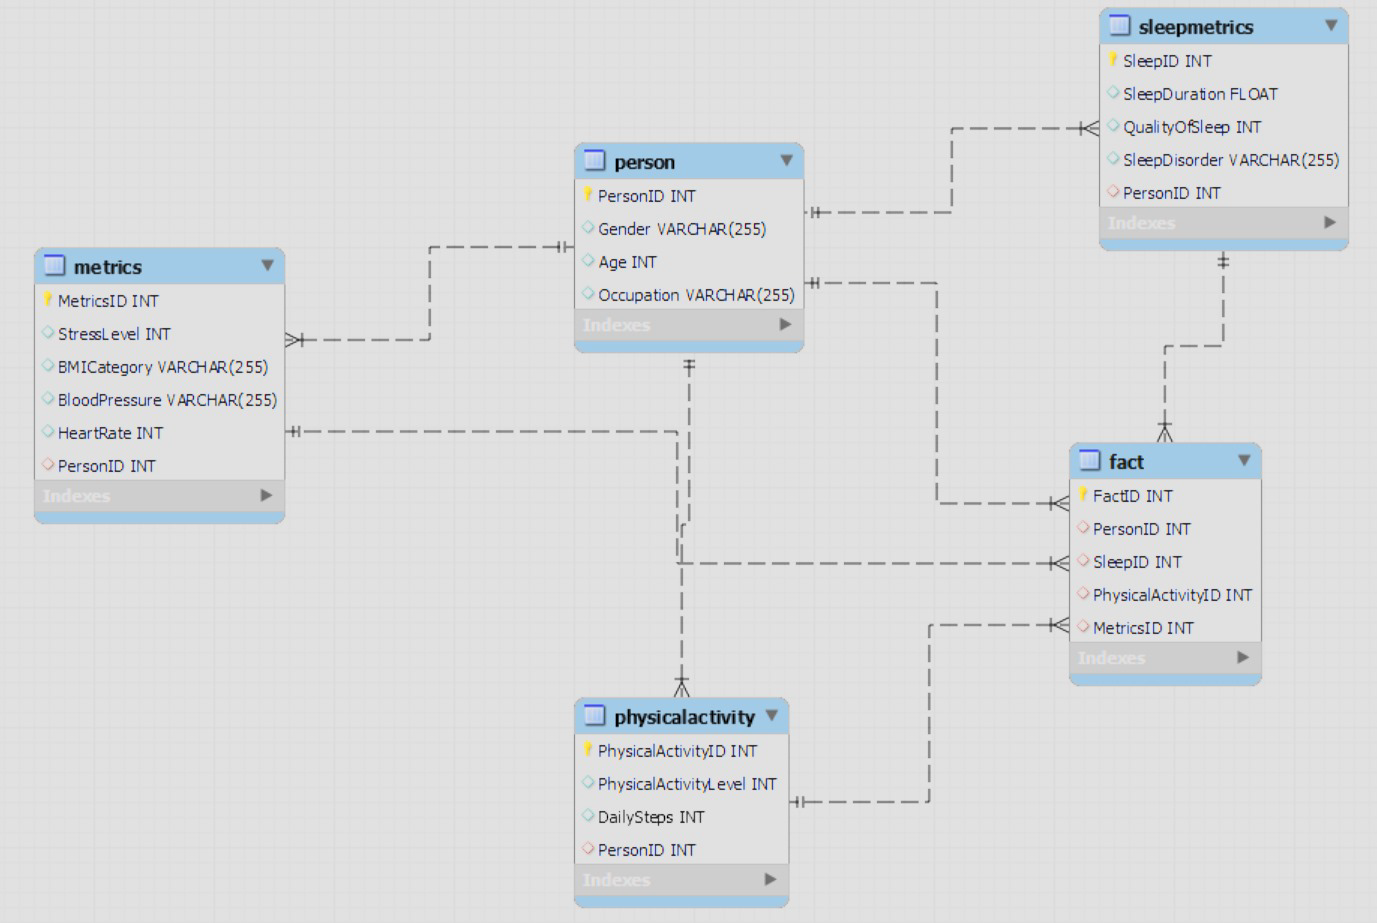 sleepmetrics
SleepID INT
SleepDuration FLOAT
QualityOfSleep INT
SleepDisorder VARCHAR(255)
PersonID INT
Indexes
person
PersonID INT
Gender VARCHAR(255)
Age INT
Occupation VARCHAR(255)
Indexes
metrics
MetricsID INT
StressLevel INT
BMICategory VARCHAR(255)
BloodPressure VARCHAR(255)
HeartRate INT
PersonID INT
Indexes
fact
FactID INT
PersonID INT
SleepID INT
PhysicalActivityID INT
MetricsID INT
Indexes
physicalactivity
PhysicalActivityID INT
PhysicalActivityLevel INT
DailySteps INT
PersonID INT
Indexes